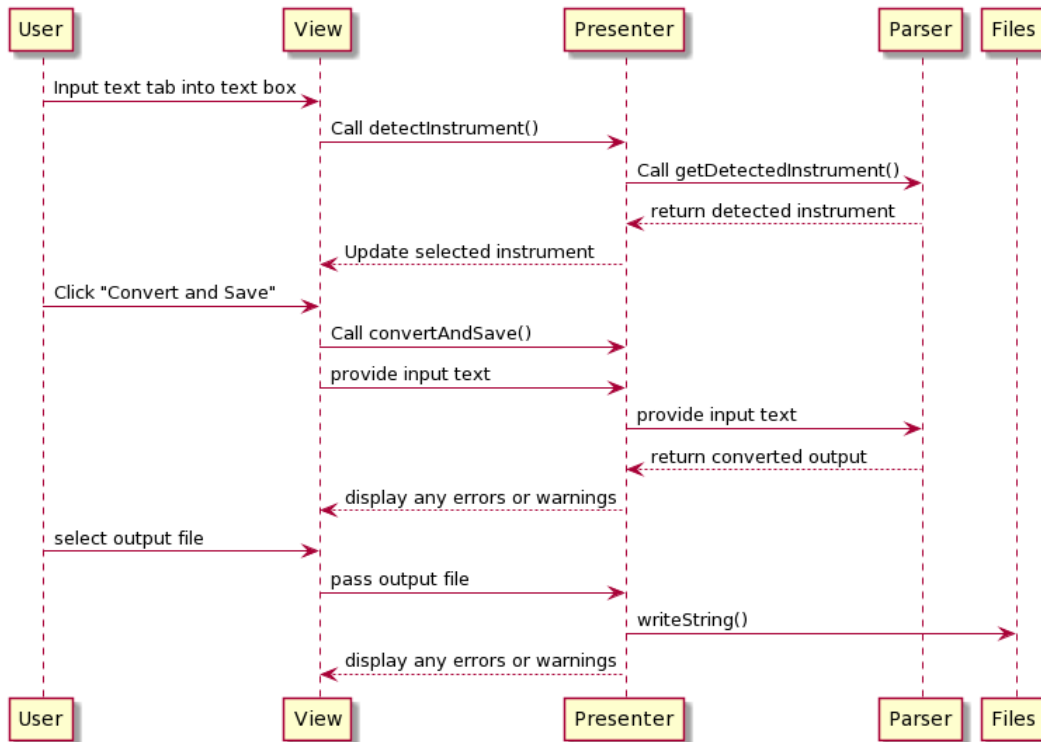 User View Presenter Parser Files
Input text tab into text box
Call detectInstrument()
Call getDetectedInstrument()
return detected instrument
Update selected instrument
Click "Convert and Save"
Call convertAndSave()
provide input text
provide input text
return converted output
display any errors or warnings
select output file
pass output file
writeString()
display any errors or warnings
User View Presenter Parser Files